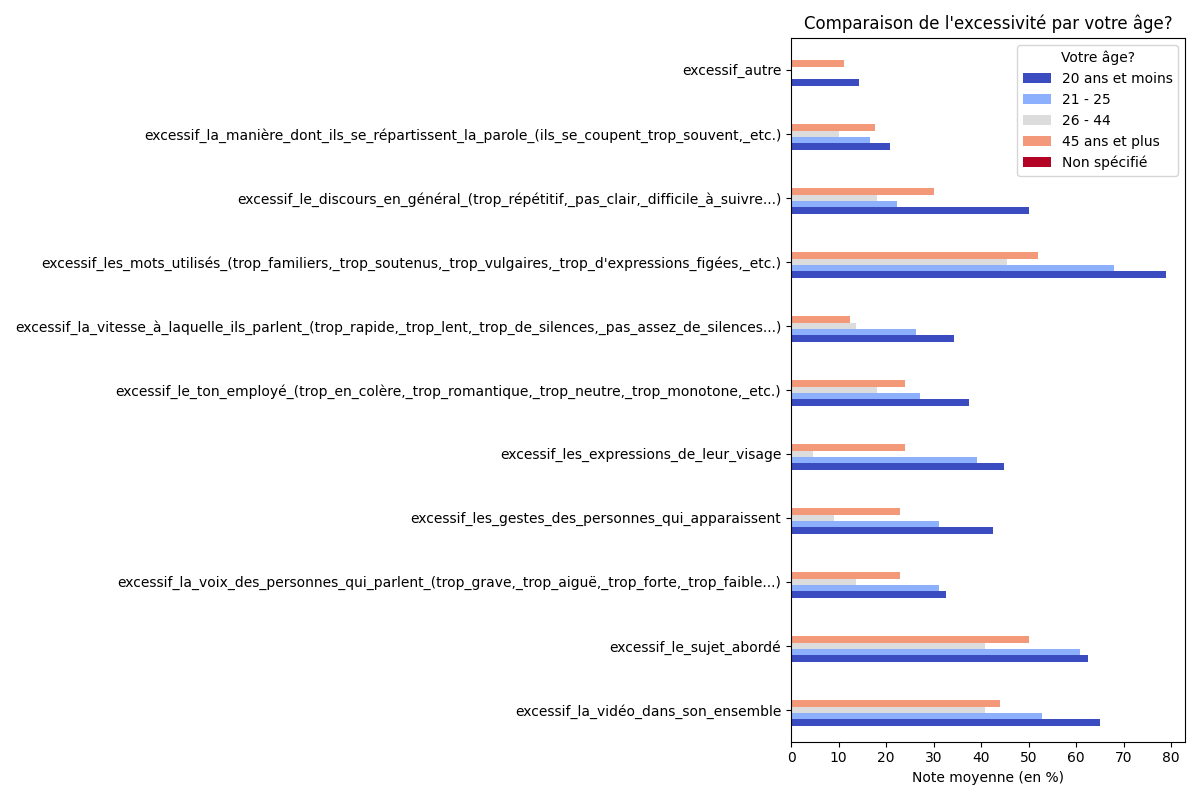 Comparaison de l'excessivité par votre âge?
Votre âge?
20 ans et moins
21 - 25
26 - 44
45 ans et plus
Non spécifié
excessif_autre
excessif_la_manière_dont_ils_se_répartissent_la_parole_(ils_se_coupent_trop_souvent,_etc.)
excessif_le_discours_en_général_(trop_répétitif,_pas_clair,_difficile_à_suivre...)
excessif_les_mots_utilisés_(trop_familiers,_trop_soutenus,_trop_vulgaires,_trop_d'expressions_figées,_etc.)
excessif_la_vitesse_à_laquelle_ils_parlent_(trop_rapide,_trop_lent,_trop_de_silences,_pas_assez_de_silences...)
excessif_le_ton_employé_(trop_en_colère,_trop_romantique,_trop_neutre,_trop_monotone,_etc.)
excessif_les_expressions_de_leur_visage
excessif_les_gestes_des_personnes_qui_apparaissent
excessif_la_voix_des_personnes_qui_parlent_(trop_grave,_trop_aiguë,_trop_forte,_trop_faible...)
excessif_le_sujet_abordé
excessif_la_vidéo_dans_son_ensemble
0 10 20 30 40 50 60 70 80
Note moyenne (en %)